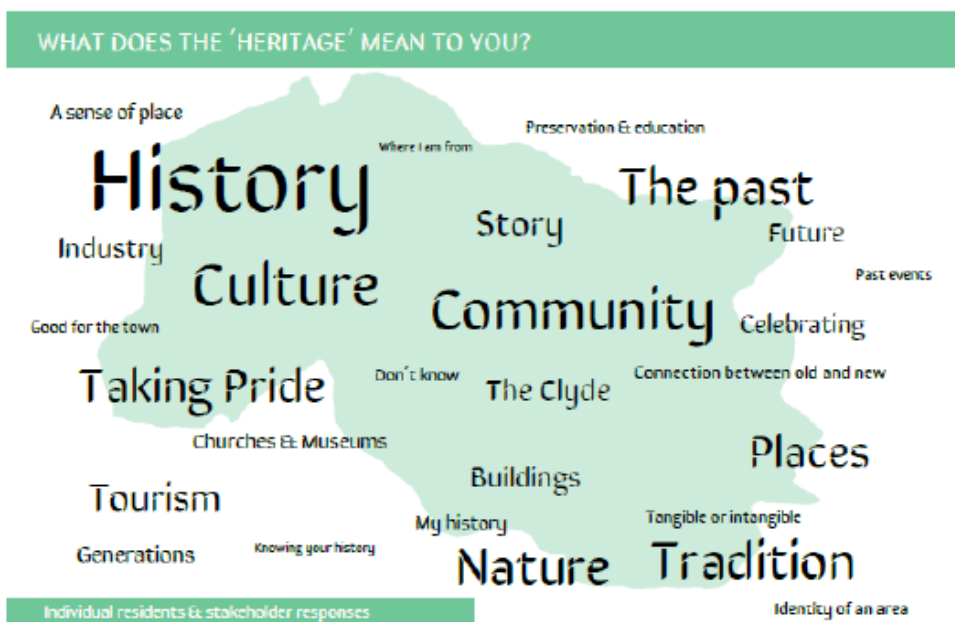 WHAT DOES THE 'HERITAGE' MEAN TO YOU?
A sense of place
Preservation & education
Where I am from
History
The past
Story
Future
Industry
Culture
Past events
Community
Good for the town
Celebrating
Taking Pride
Don't know
The Clyde
Connection between old and new
Churches & Museums
Places
Buildings
Tourism
My history
Tangible or intangible
Generations
Knowing your history
Nature
Tradition
Individual residents & stakeholder responses
Identity of an area